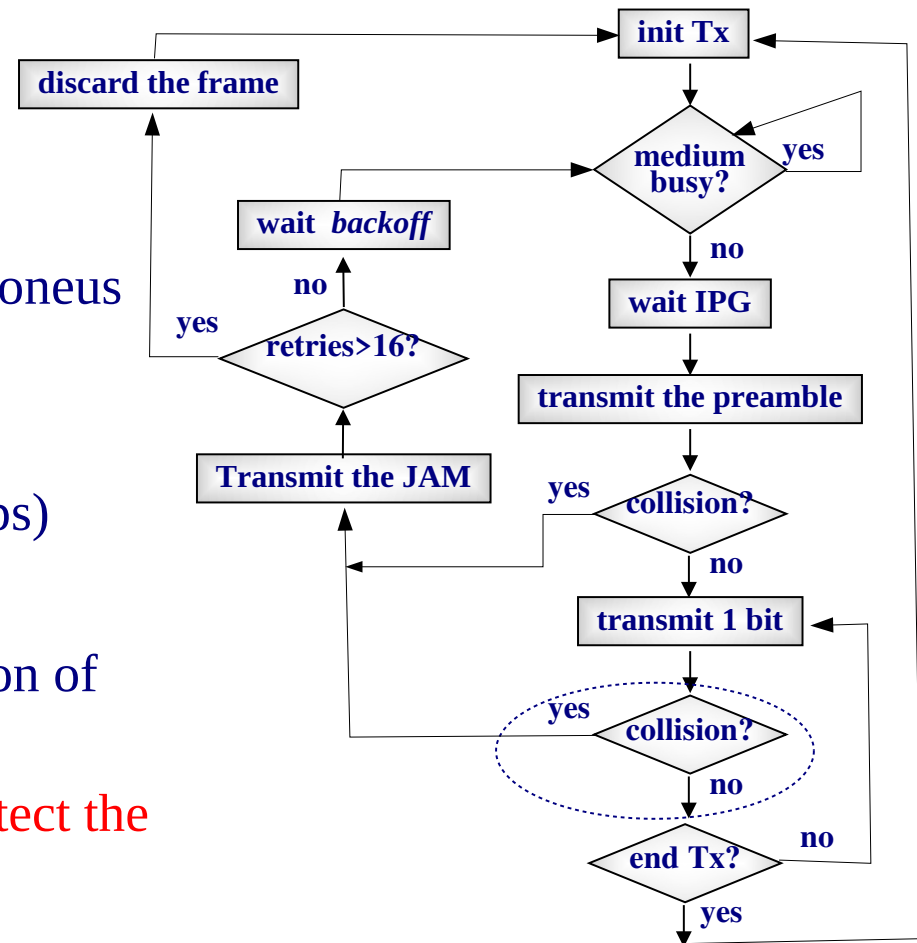 init Tx
discard the frame
medium
busy?
yes
wait backoff
no
no
oneus
wait IPG
yes
retries>16?
transmit the preamble
Transmit the JAM
yes
collision?
os)
no
transmit 1 bit
on of
yes
collision?
no
tect the
no
end Tx?
yes